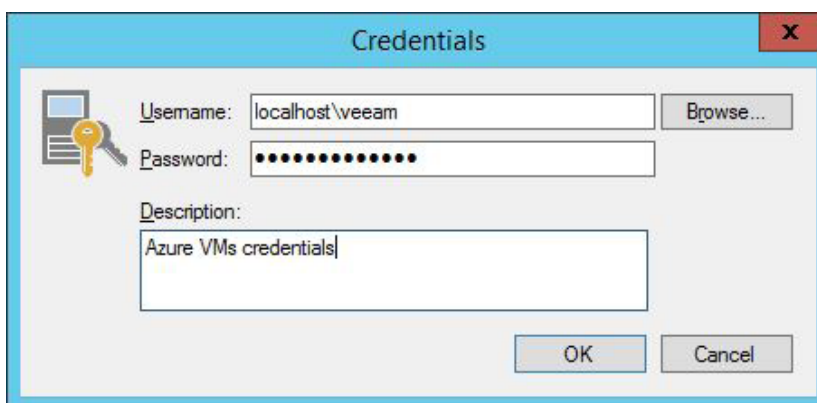 Credentials
x
Username: localhost\veeam Browse...
Password: •••••••••••••
Description:
Azure VMs credentials
OK Cancel